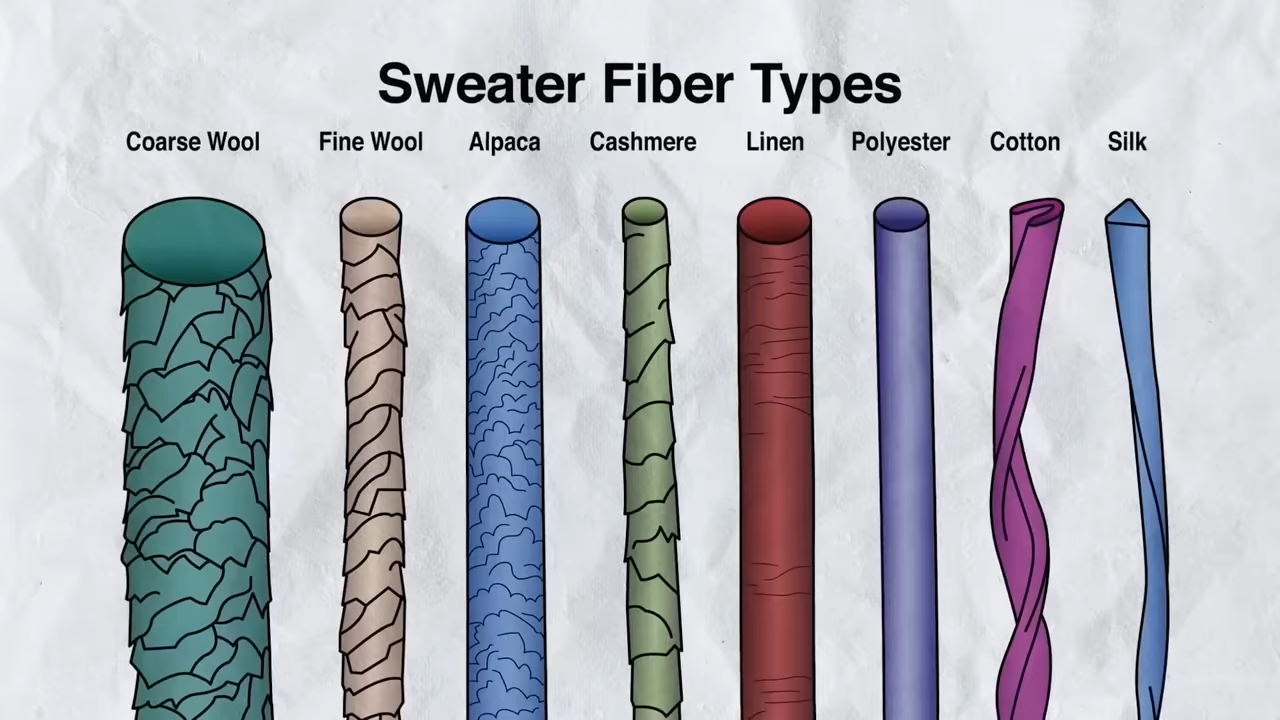 Sweater Fiber Types
Coarse Wool Fine Wool Alpaca Cashmere Linen Polyester Cotton Silk